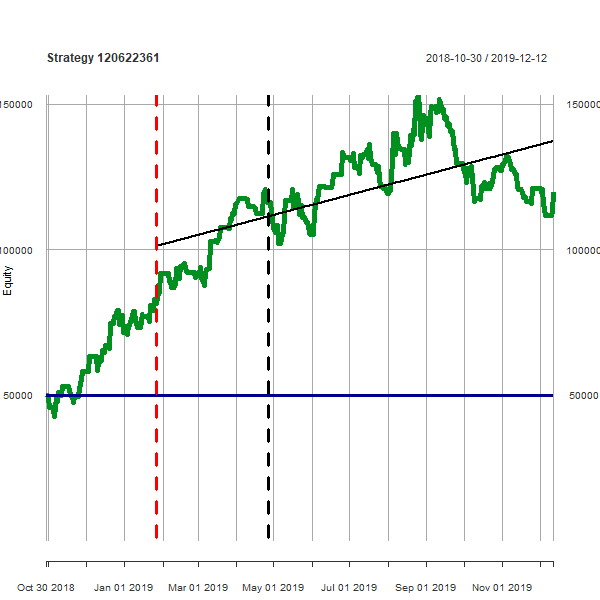 Strategy 120622361
2018-10-30 / 2019-12-12
150000
150000
100000
100000
Equity
50000
50000
Oct 30 2018
Jan 01 2019
Mar 01 2019
May 01 2019
Jul 01 2019
Sep 01 2019
Nov 01 2019